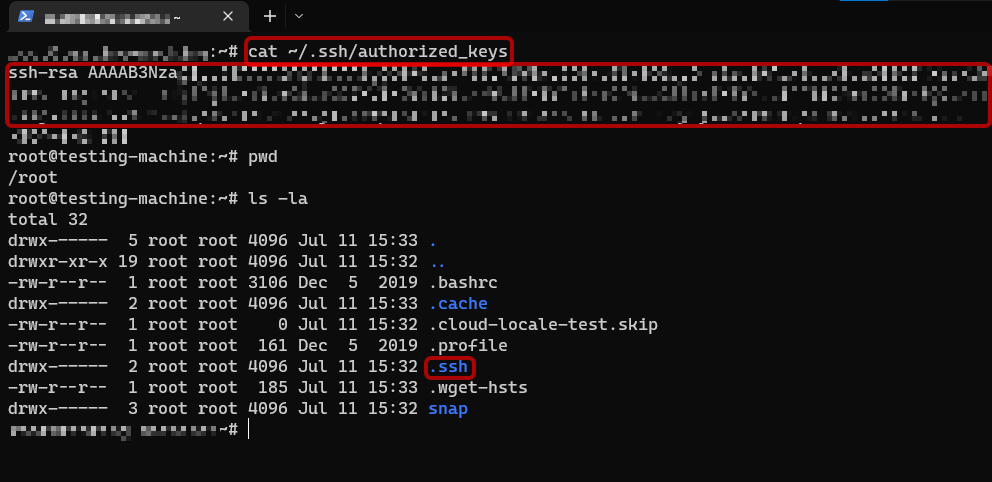 ~
:~# cat ~/.ssh/authorized_keys
ssh-rsa AAAAB3Nza
root@testing-machine:~# pwd
/root
root@testing-machine:~# ls -la
total 32
drwx------  5 root root 4096 Jul 11 15:33 .
drwxr-xr-x 19 root root 4096 Jul 11 15:32 ..
-rw-r--r--  1 root root 3106 Dec  5  2019 .bashrc
drwx------  2 root root 4096 Jul 11 15:33 .cache
-rw-r--r--  1 root root    0 Jul 11 15:32 .cloud-locale-test.skip
-rw-r--r--  1 root root  161 Dec  5  2019 .profile
drwx------  2 root root 4096 Jul 11 15:32 .ssh
-rw-r--r--  1 root root  185 Jul 11 15:33 .wget-hsts
drwx------  3 root root 4096 Jul 11 15:32 snap
~#